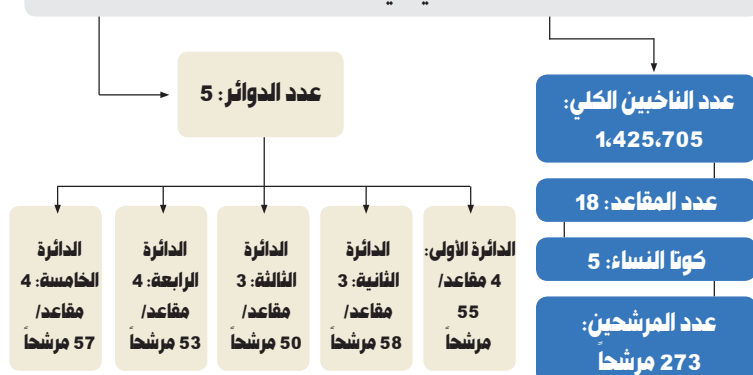 عدد الناخبين الكلي:
1،425،705
عدد المقاعد: 18
كوتا النساء: 5
عدد المرشحين:
273 مرشحاً
عدد الدوائر: 5
الدائرة الأولى:
4 مقاعد/
55
مرشحاً
الدائرة
الثانية: 3
مقاعد/
58 مرشحاً
الدائرة
الثالثة: 3
مقاعد/
50 مرشحاً
الدائرة
الرابعة: 4
مقاعد/
53 مرشحاً
الدائرة
الخامسة: 4
مقاعد/
57 مرشحاً